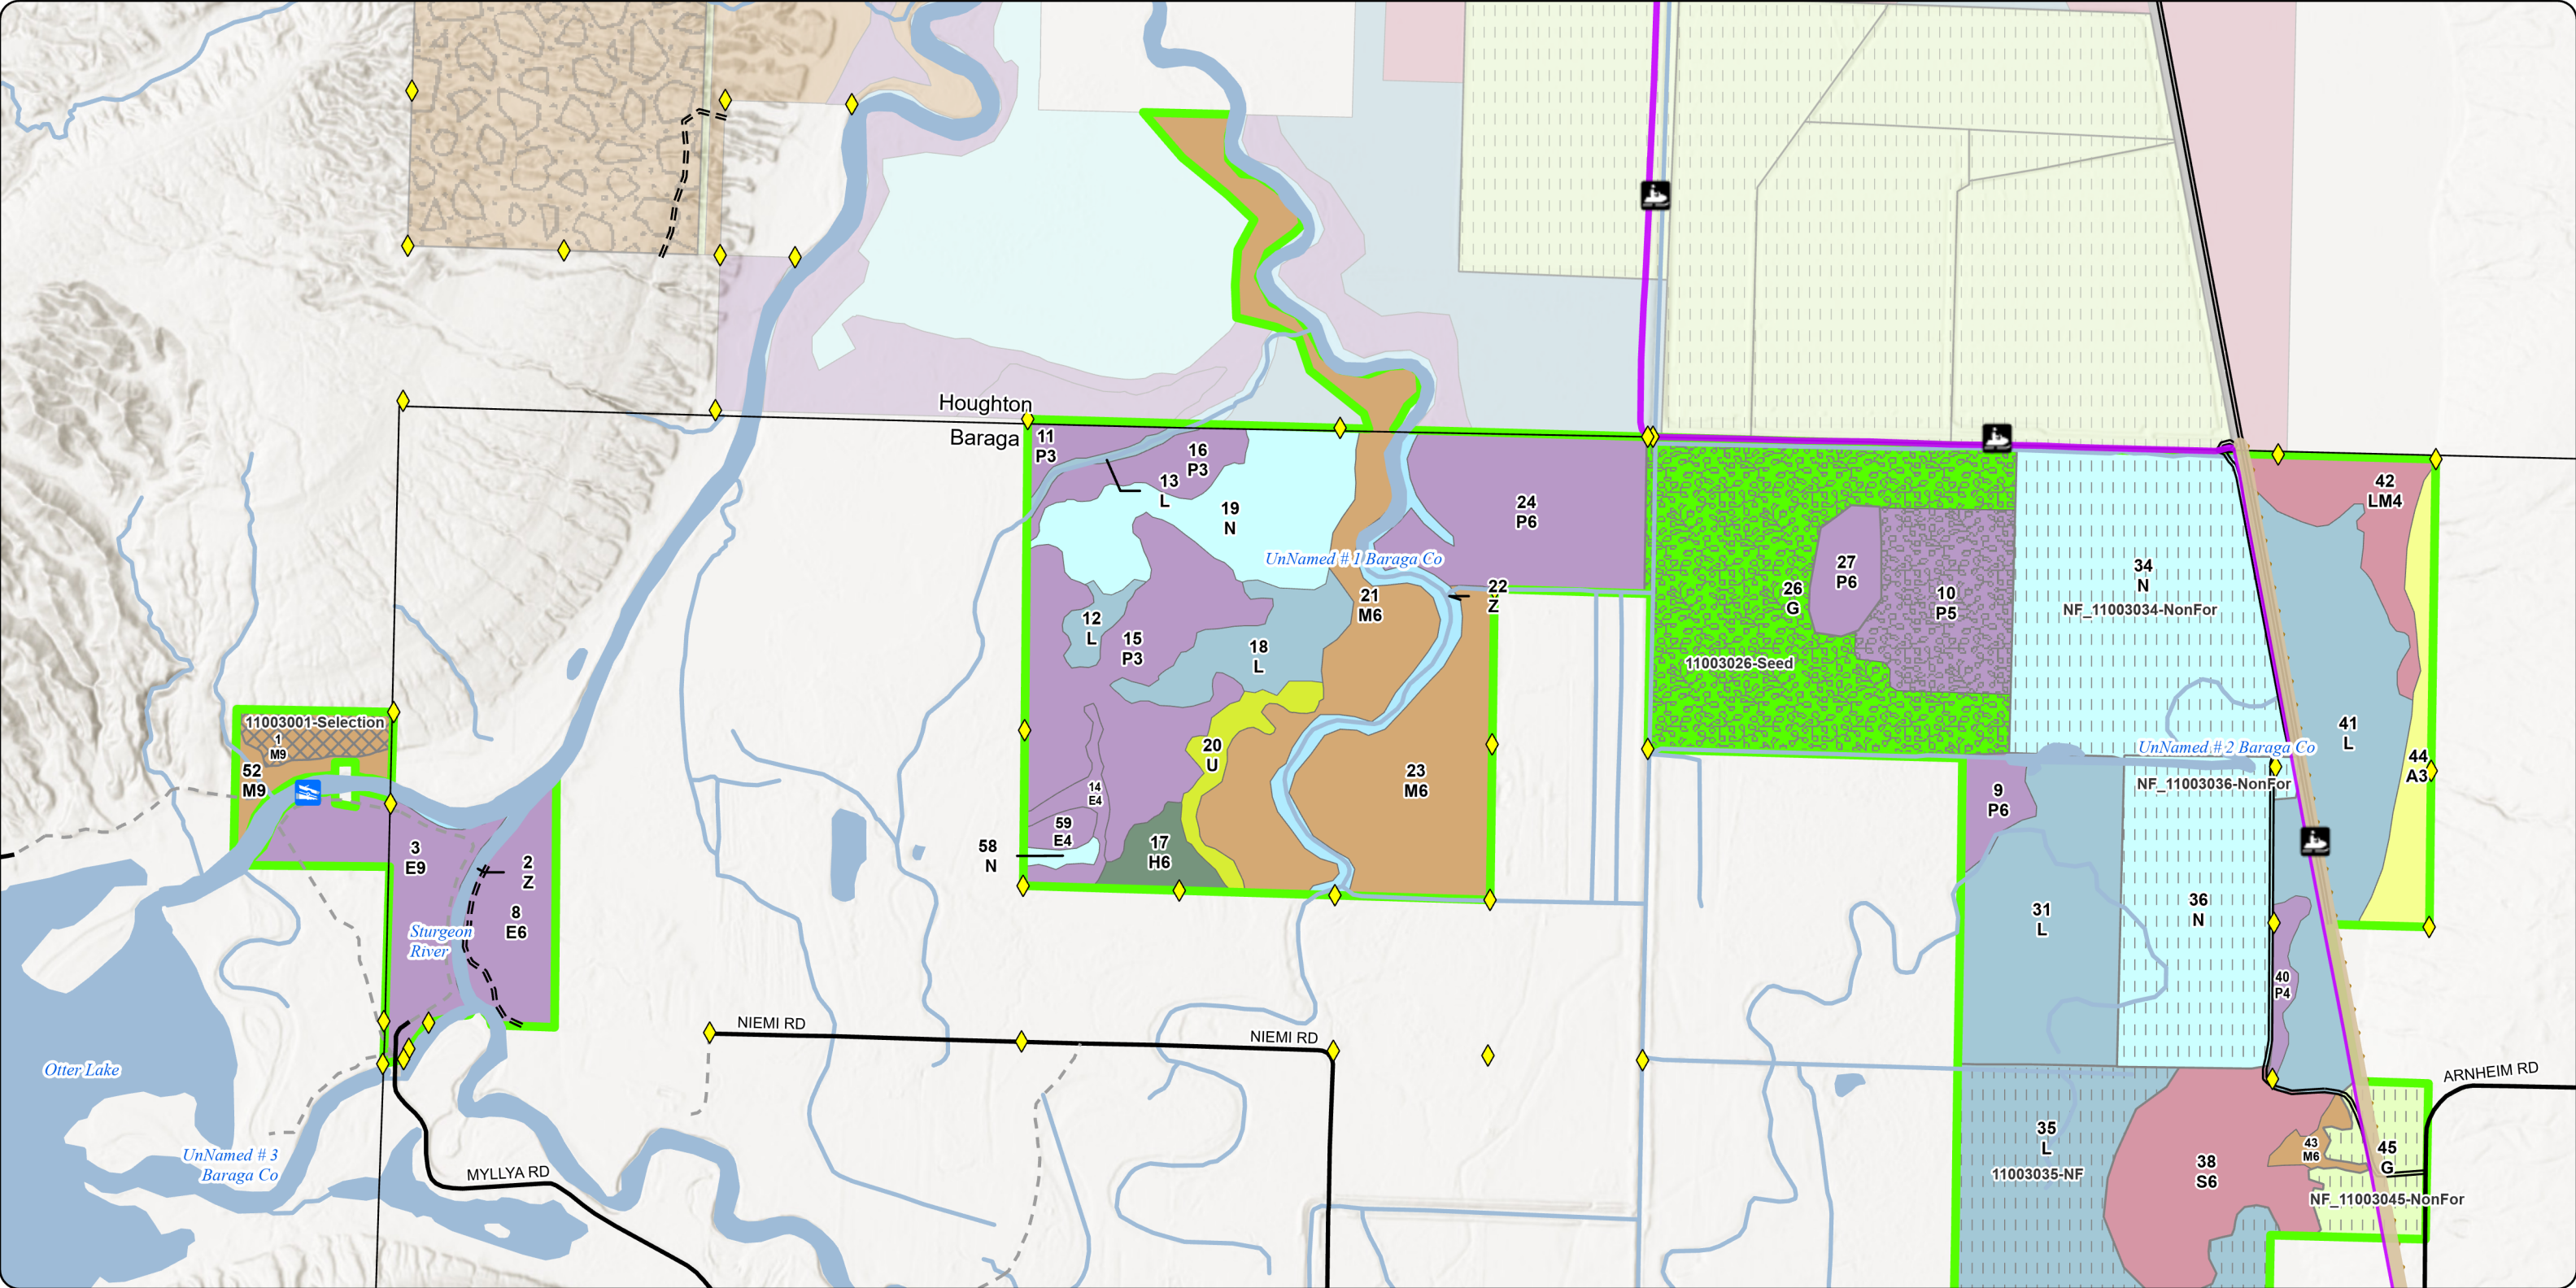 Houghton
Baraga
11
P3
16
P3
13
L
19
N
24
P6
42
LM4
UnNamed # 1 Baraga Co
27
P6
34
N
NF_11003034-NonFor
22
Z
21
M6
26
G
10
P5
12
L
15
P3
18
L
11003026-Seed
11003001-Selection
1
M9
52
M9
20
U
41
L
UnNamed # 2 Baraga Co
44
A3
23
M6
NF_11003036-NonFor
14
E4
9
P6
59
E4
58
N
17
H6
3
E9
2
Z
8
E6
36
N
31
L
Sturgeon
River
40
P4
NIEMI RD
NIEMI RD
Otter Lake
ARNHEIM RD
35
L
11003035-NF
43
M6
45
G
38
S6
UnNamed # 3
Baraga Co
MYLLYA RD
NF_11003045-NonFor